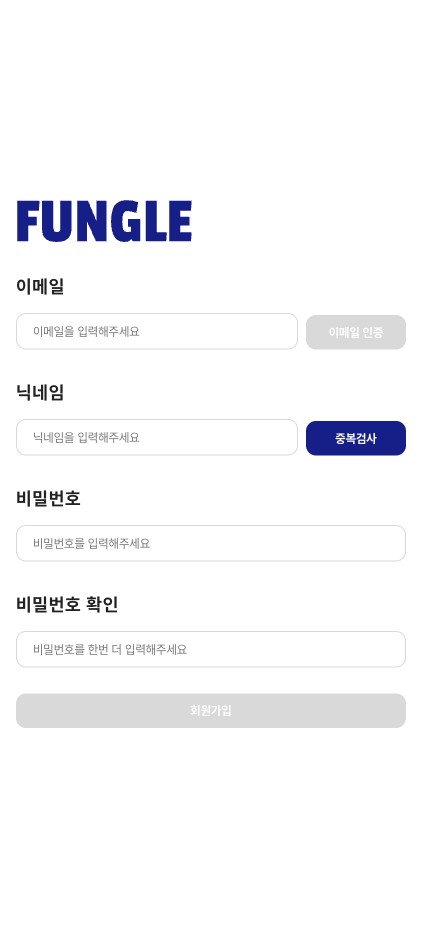 FUNGLE
이메일
이메일을 입력해주세요
이메일 인증
닉네임
닉네임을 입력해주세요
중복검사
비밀번호
비밀번호를 입력해주세요
비밀번호 확인
비밀번호를 한번 더 입력해주세요
회원가입